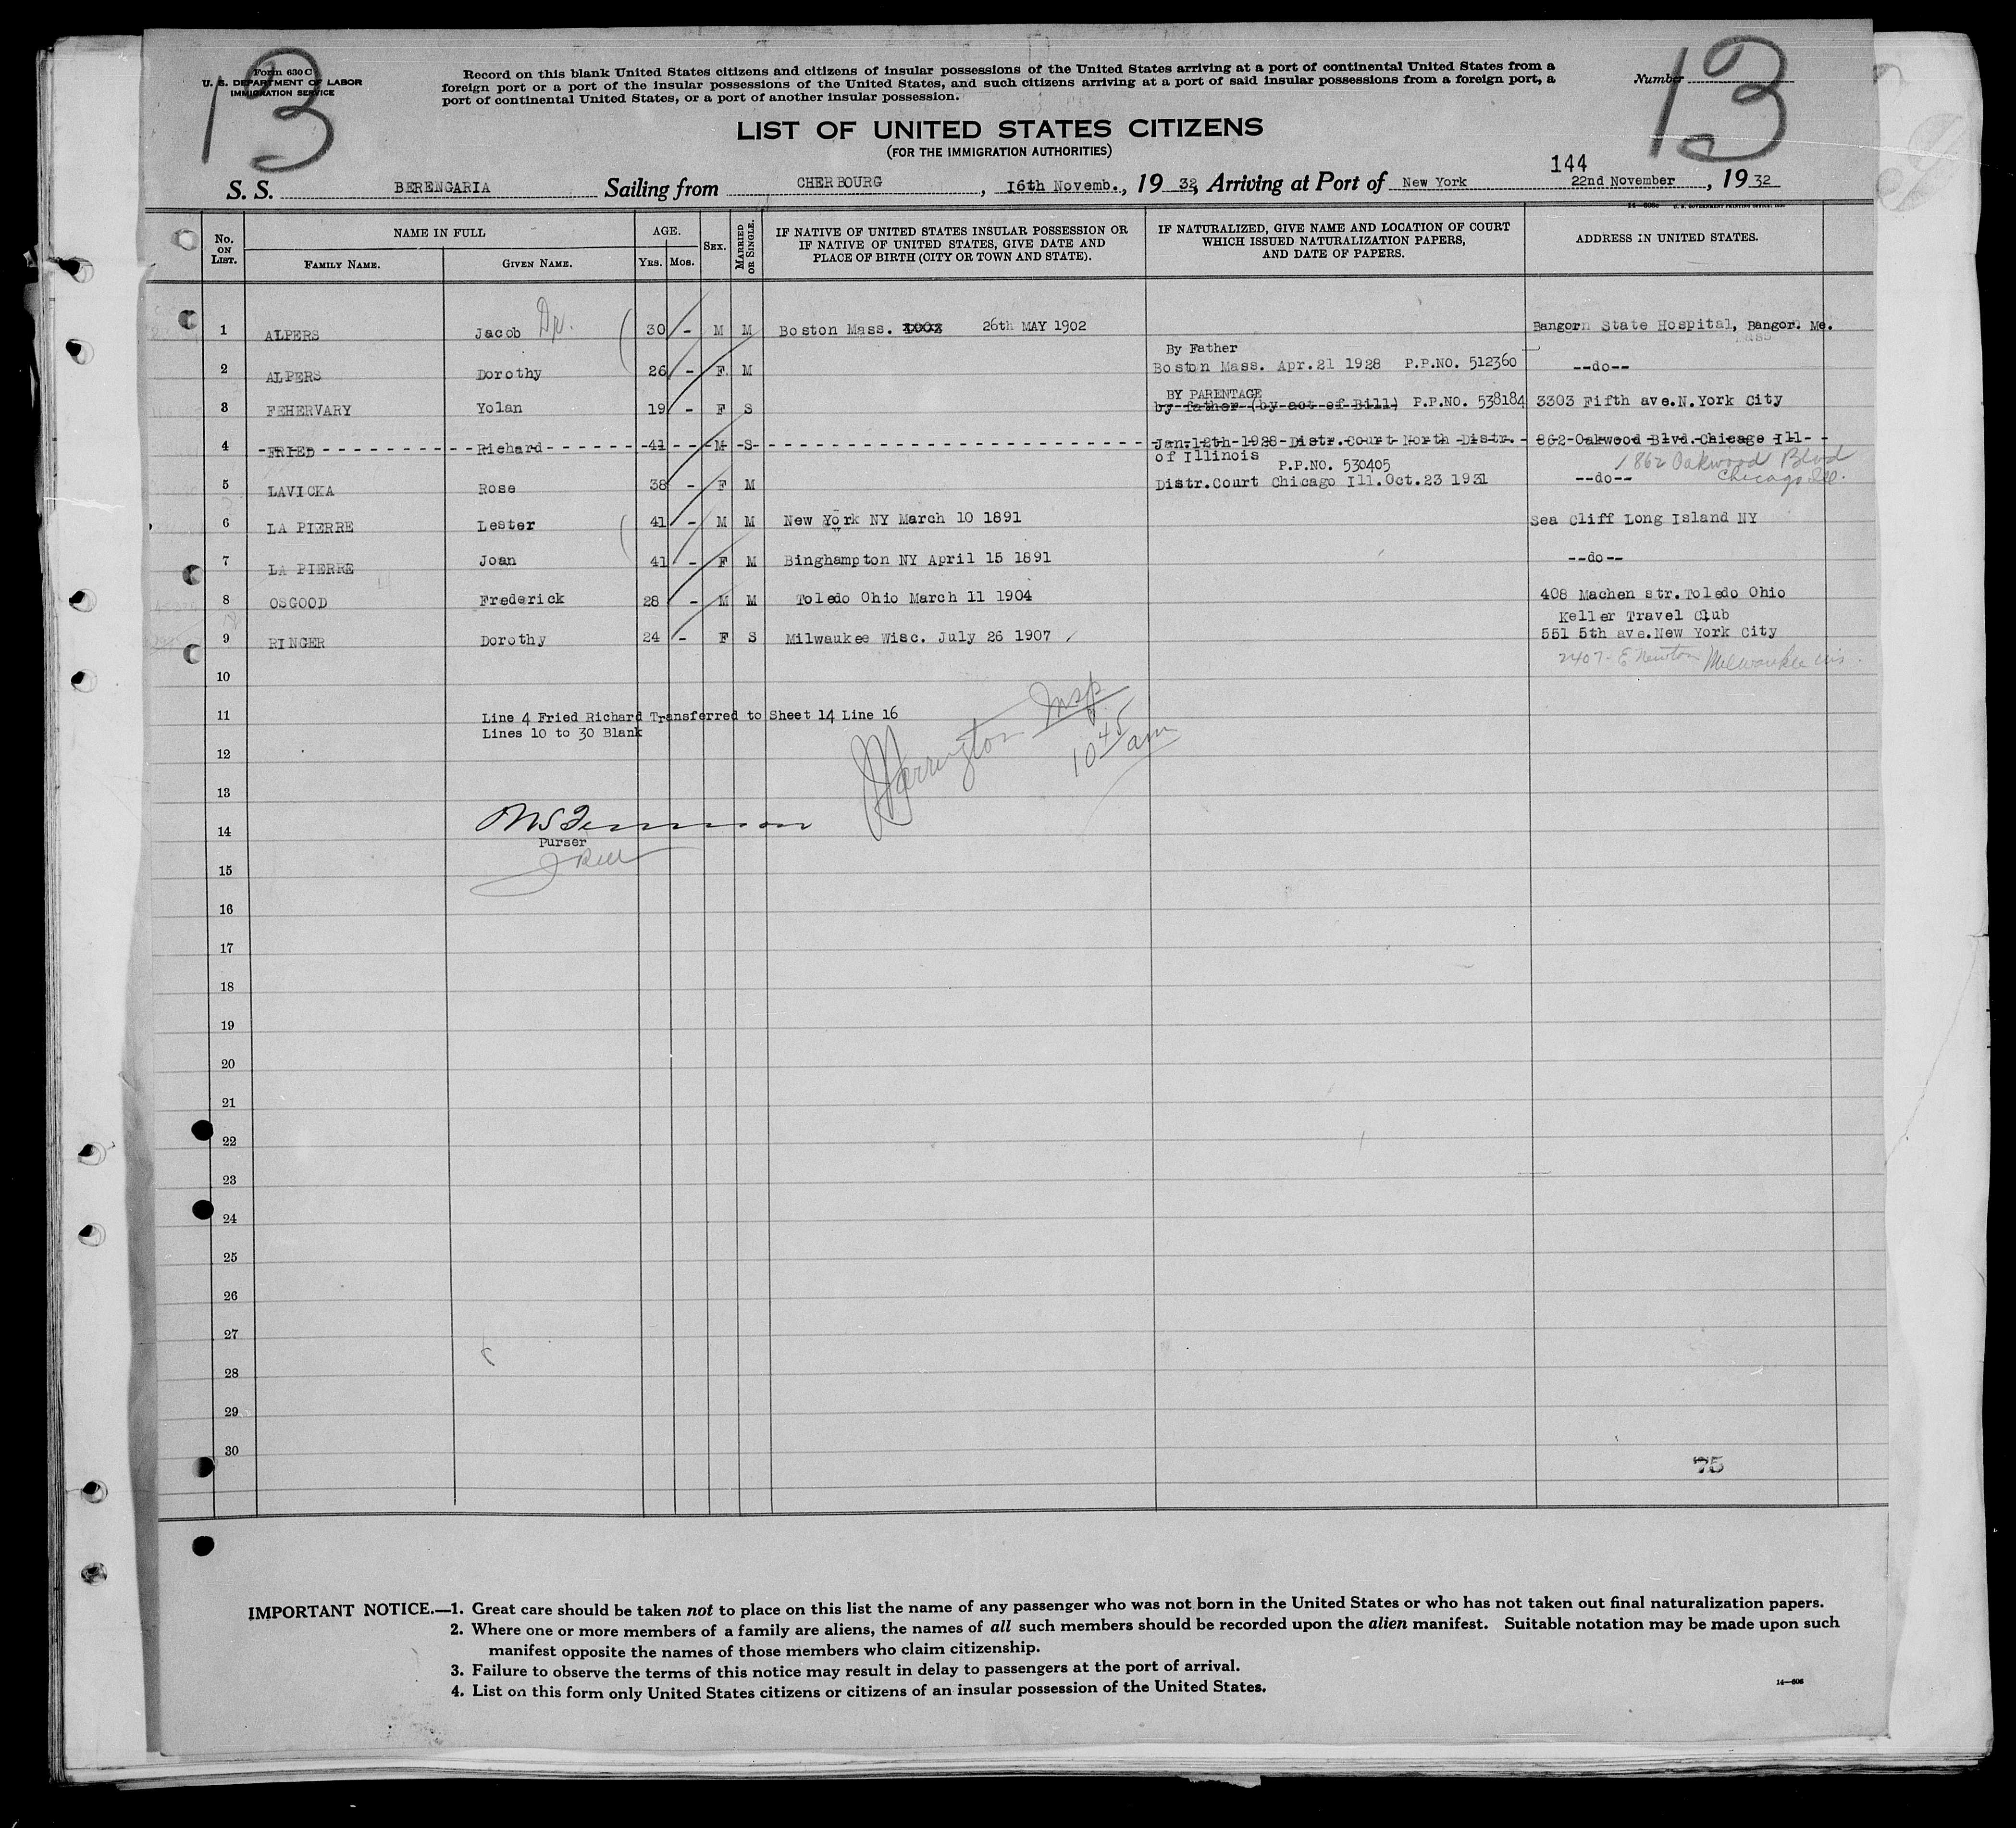 13
13
Form 630 C
U. S. DEPARTMENT OF LABOR
IMMIGRATION SERVICE
Record on this blank United States citizens and citizens of insular possessions of the United States arriving at a port of continental United States from a
foreign port or a port of the insular possessions of the United States, and such citizens arriving at a port of said insular possessions from a foreign port, a
port of continental United States, or a port of another insular possession.
Number
LIST OF UNITED STATES CITIZENS
(FOR THE IMMIGRATION AUTHORITIES)
144
S. S. BERENGARIA Sailing from CHERBOURG, 16th Novemb., 19 32, Arriving at Port of New York 22nd November, 19 32
No. ON LIST.
NAME IN FULL
FAMILY NAME.
GIVEN NAME.
AGE.
YRS.
MOS.
SEX.
MARRIED OR SINGLE.
IF NATIVE OF UNITED STATES INSULAR POSSESSION OR
IF NATIVE OF UNITED STATES, GIVE DATE AND
PLACE OF BIRTH (CITY OR TOWN AND STATE).
IF NATURALIZED, GIVE NAME AND LOCATION OF COURT
WHICH ISSUED NATURALIZATION PAPERS,
AND DATE OF PAPERS.
ADDRESS IN UNITED STATES.
1 ALPERS Jacob Dr. 30 - M M Boston Mass. 26th MAY 1902 Bangorn State Hospital, Bangor. Me.
Mass
By Father
2 ALPERS Dorothy 26 - F M Boston Mass. Apr.21 1928 P.P.NO. 512360 --do--
BY PARENTAGE
3 FEHERVARY Yolan 19 - F S by father (by act of Bill) P.P.NO. 538184 3303 Fifth ave.N.York City
4 FRIED Richard 41 - M S Jan.12th 1928 Distr.Court North Distr. 862 Oakwood Blvd.Chicago Ill
of Illinois
P.P.NO. 530405
1862 Oakwood Blvd
Chicago Ill.
5 LAVICKA Rose 38 - F M Distr.Court Chicago Ill.Oct.23 1931 --do--
6 LA PIERRE Lester 41 - M M New York NY March 10 1891 Sea Cliff Long Island NY
7 LA PIERRE Joan 41 - F M Binghampton NY April 15 1891 --do--
8 OSGOOD Frederick 28 - M M Toledo Ohio March 11 1904 408 Machen str.Toledo Ohio
Keller Travel Club
9 RINGER Dorothy 24 - F S Milwaukee Wisc. July 26 1907 551 5th ave.New York City
2407 - E Newton Milwaukee Wis.
10
11 Line 4 Fried Richard Transferred to Sheet 14 Line 16
Lines 10 to 30 Blank
Warrington Insp
10 45 am
12
13
14
Purser
15
16
17
18
19
20
21
22
23
24
25
26
27
28
29
30
75
IMPORTANT NOTICE.—1. Great care should be taken not to place on this list the name of any passenger who was not born in the United States or who has not taken out final naturalization papers.
2. Where one or more members of a family are aliens, the names of all such members should be recorded upon the alien manifest. Suitable notation may be made upon such
manifest opposite the names of those members who claim citizenship.
3. Failure to observe the terms of this notice may result in delay to passengers at the port of arrival.
4. List on this form only United States citizens or citizens of an insular possession of the United States.
14—608